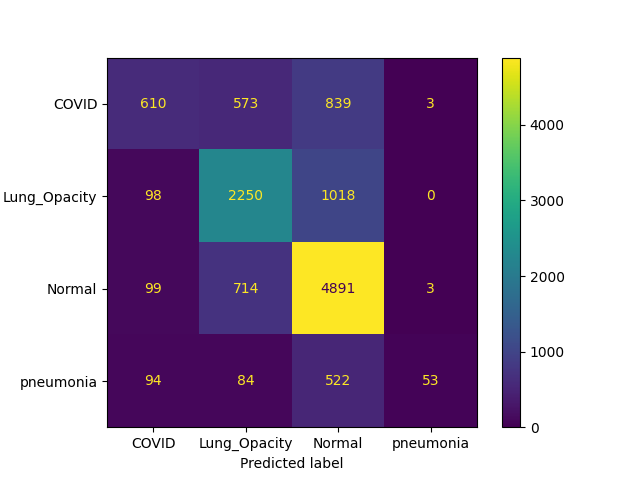 COVID 610 573 839 3
Lung_Opacity 98 2250 1018 0
Normal 99 714 4891 3
pneumonia 94 84 522 53
COVID Lung_Opacity Normal pneumonia
Predicted label
4000
3000
2000
1000
0